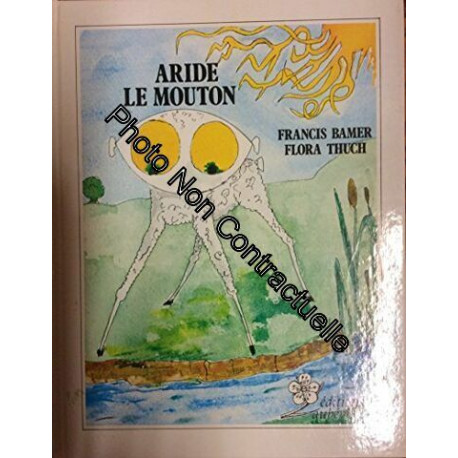 ARIDE
LE MOUTON
FRANCIS BAMER
FLORA THUCH
Photo Non Contractuelle